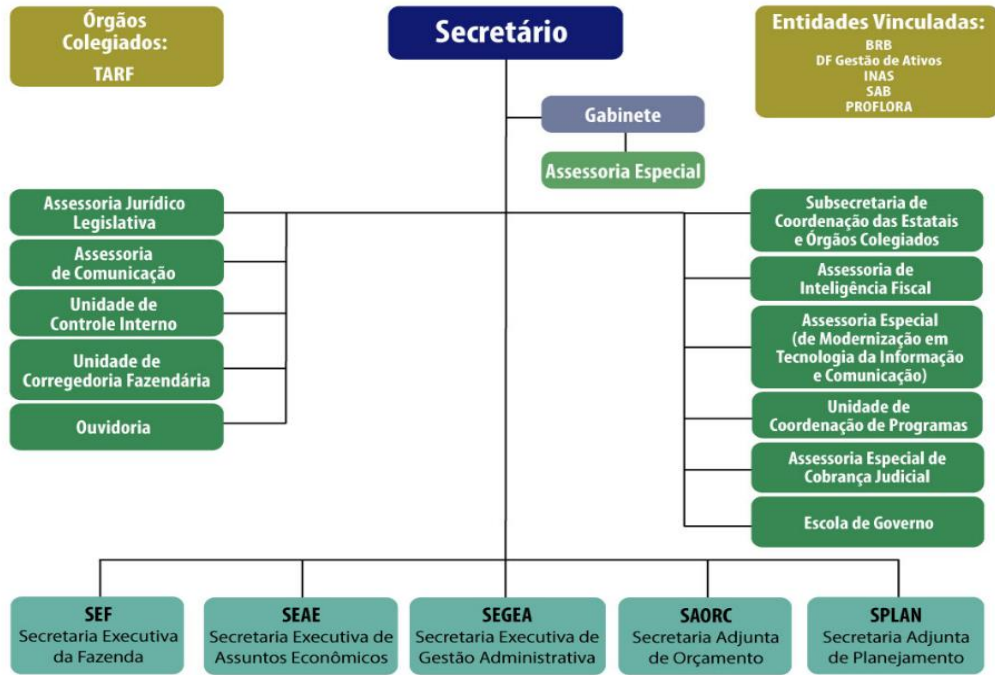 Órgãos
Colegiados:
TARF
Secretário
Entidades Vinculadas:
BRB
DF Gestão de Ativos
INAS
SAB
PROFLORA
Gabinete
Assessoria Especial
Assessoria Jurídico
Legislativa
Assessoria
de Comunicação
Unidade de
Controle Interno
Unidade de
Corregedoria Fazendária
Ouvidoria
Subsecretaria de
Coordenação das Estatais
e Órgãos Colegiados
Assessoria de
Inteligência Fiscal
Assessoria Especial
(de Modernização em
Tecnologia da Informação
e Comunicação)
Unidade de
Coordenação de Programas
Assessoria Especial de
Cobrança Judicial
Escola de Governo
SEF
Secretaria Executiva
da Fazenda
SEAE
Secretaria Executiva de
Assuntos Econômicos
SEGEA
Secretaria Executiva de
Gestão Administrativa
SAORC
Secretaria Adjunta
de Orçamento
SPLAN
Secretaria Adjunta
de Planejamento